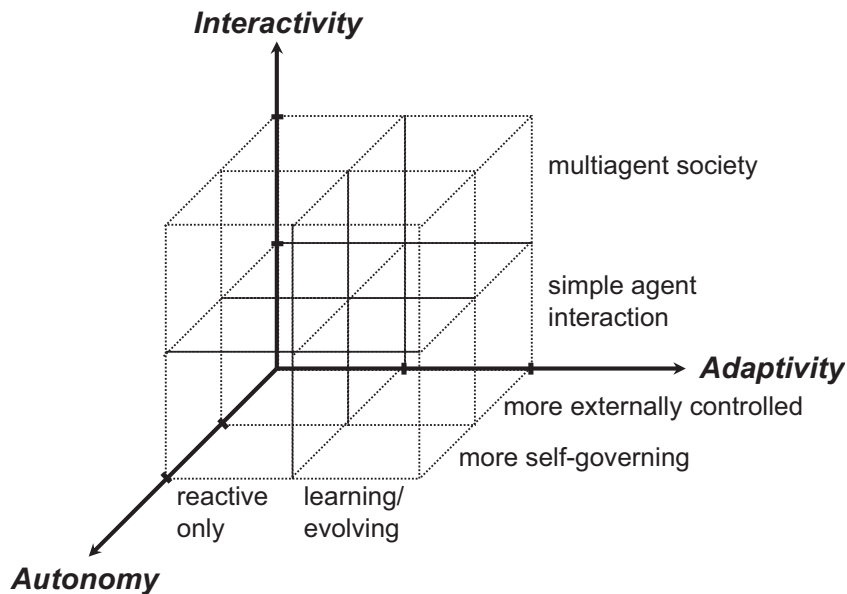 Interactivity
multiagent society
simple agent
interaction
Adaptivity
more externally controlled
more self-governing
reactive
only
learning/
evolving
Autonomy